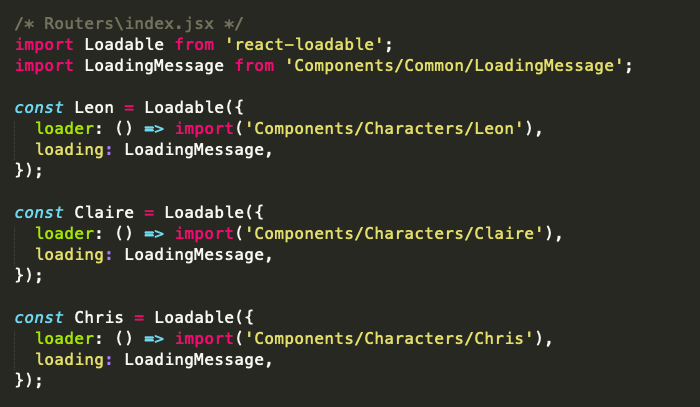 /* Routers\index.jsx */
import Loadable from 'react-loadable';
import LoadingMessage from 'Components/Common/LoadingMessage';

const Leon = Loadable({
  loader: () => import('Components/Characters/Leon'),
  loading: LoadingMessage,
});

const Claire = Loadable({
  loader: () => import('Components/Characters/Claire'),
  loading: LoadingMessage,
});

const Chris = Loadable({
  loader: () => import('Components/Characters/Chris'),
  loading: LoadingMessage,
});